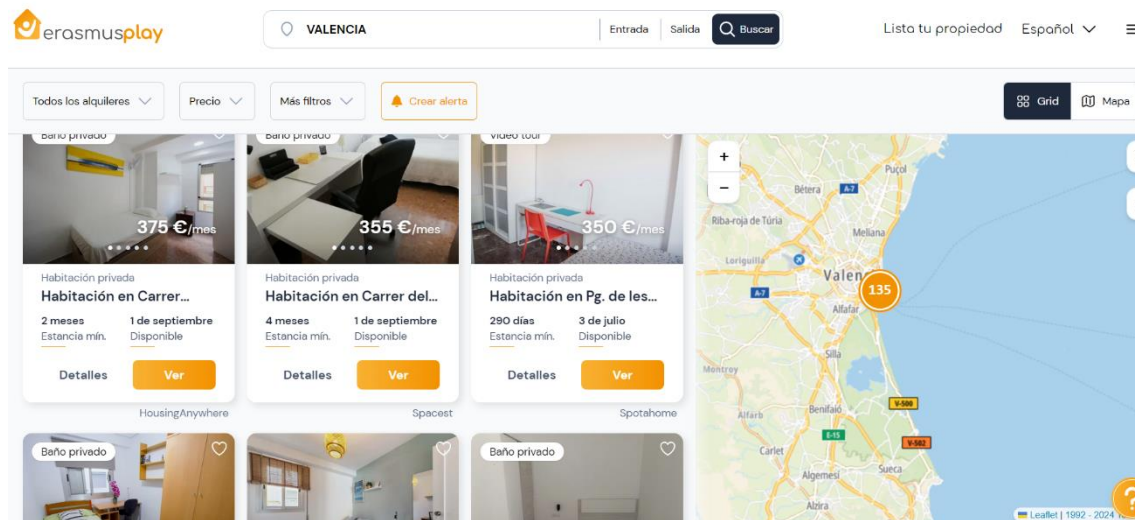 erasmusplay
VALENCIA
Entrada
Salida
Buscar
Lista tu propiedad
Español
Todos los alquileres
Precio
Más filtros
Crear alerta
Grid
Mapa
Baño privado
Baño privado
Video tour
375 €/mes
355 €/mes
350 €/mes
Habitación privada
Habitación en Carrer...
2 meses
Estancia mín.
1 de septiembre
Disponible
Detalles
Ver
HousingAnywhere
Habitación privada
Habitación en Carrer del...
4 meses
Estancia mín.
1 de septiembre
Disponible
Detalles
Ver
Spacest
Habitación privada
Habitación en Pg. de les...
290 días
Estancia mín.
3 de julio
Disponible
Detalles
Ver
Spotahome
Baño privado
Baño privado
+
−
Puçol
Bétera
A-7
Riba-roja de Túria
Meliana
Loriguilla
Valen
135
A-7
Alfafar
Silla
Montroy
V-500
Benifaió
Alfarb
E-15
V-502
Carlet
Sueca
Algemesí
Alzira
?
Leaflet | 1992 - 2024